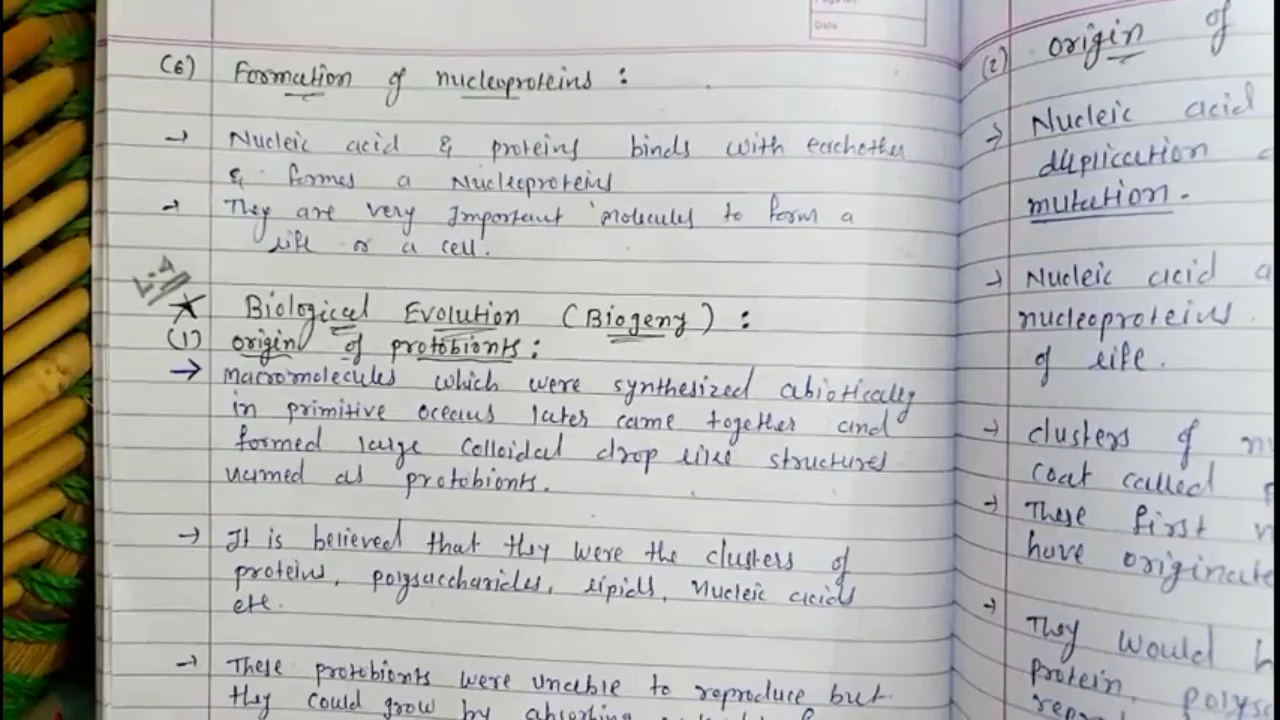 Date
(6) Formation of nucleoproteins :
→ Nucleic acid & proteins binds with eachother
& formes a Nucleoproteins
→ They are very Important molecules to form a
life or a cell.
L-4
★ Biological Evolution (Biogeny) :
(1) origin of protobionts :
→ Macromolecules which were synthesized abiotically
in primitive oceans later came together and
formed large colloidal drop like structures
named as protobionts.
→ It is believed that they were the clusters of
proteins, polysaccharides, lipids, Nucleic acids
etc.
→ These protobionts were unable to reproduce but
they could grow by absorbing
(2) origin of
→ Nucleic acid
duplication
mutation.
→ Nucleic acid
nucleoproteins.
of life.
→ clusters of
coat called
→ These first
have originate
→ They would
protein,